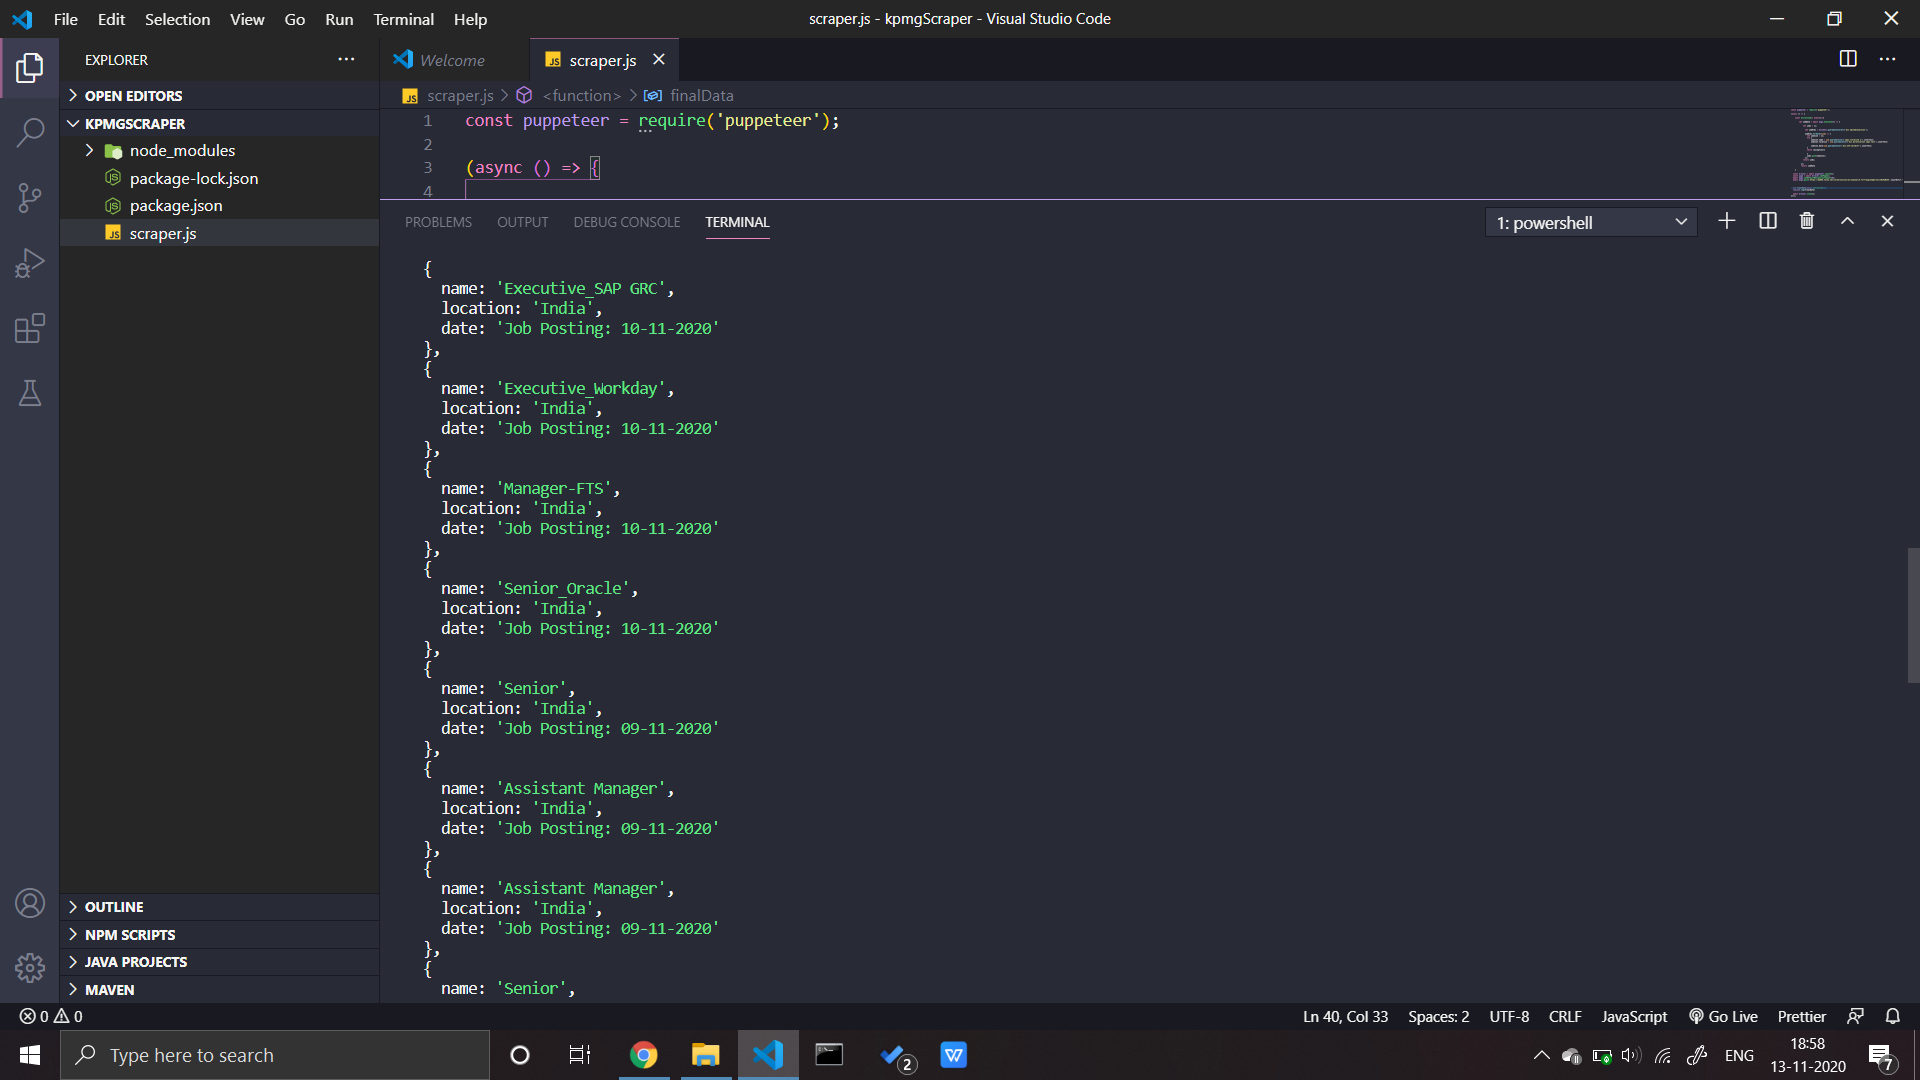 File Edit Selection View Go Run Terminal Help
scraper.js - kpmgScraper - Visual Studio Code
EXPLORER
Welcome
scraper.js
OPEN EDITORS
KPMGSCRAPER
node_modules
package-lock.json
package.json
scraper.js
scraper.js > <function> > finalData
1 const puppeteer = require('puppeteer');
2
3 (async () => {
4
PROBLEMS OUTPUT DEBUG CONSOLE TERMINAL
1: powershell
{
name: 'Executive_SAP GRC',
location: 'India',
date: 'Job Posting: 10-11-2020'
},
{
name: 'Executive_Workday',
location: 'India',
date: 'Job Posting: 10-11-2020'
},
{
name: 'Manager-FTS',
location: 'India',
date: 'Job Posting: 10-11-2020'
},
{
name: 'Senior_Oracle',
location: 'India',
date: 'Job Posting: 10-11-2020'
},
{
name: 'Senior',
location: 'India',
date: 'Job Posting: 09-11-2020'
},
{
name: 'Assistant Manager',
location: 'India',
date: 'Job Posting: 09-11-2020'
},
{
name: 'Assistant Manager',
location: 'India',
date: 'Job Posting: 09-11-2020'
},
{
name: 'Senior',
OUTLINE
NPM SCRIPTS
JAVA PROJECTS
MAVEN
0 0
Ln 40, Col 33 Spaces: 2 UTF-8 CRLF JavaScript Go Live Prettier
Type here to search
2
ENG
18:58
13-11-2020
7